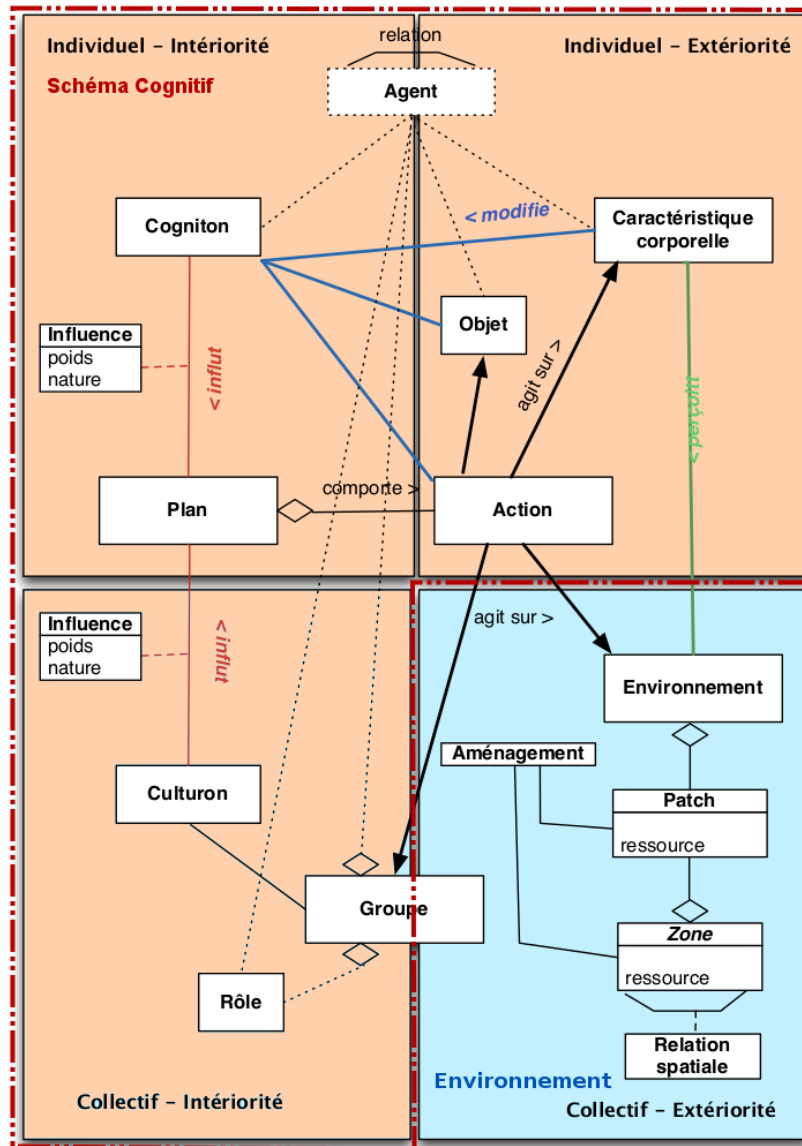 relation
Individuel – Intériorité
Individuel – Extériorité
Schéma Cognitif
Agent
< modifie
Cogniton
Caractéristique
corporelle
Objet
Influence
poids
nature
< influt
agit sur >
< perçoitt
comporte >
Plan
Action
Influence
poids
nature
< influt
agit sur >
Environnement
Aménagement
Culturon
Patch
ressource
Groupe
Zone
ressource
Rôle
Relation
spatiale
Environnement
Collectif – Intériorité
Collectif – Extériorité